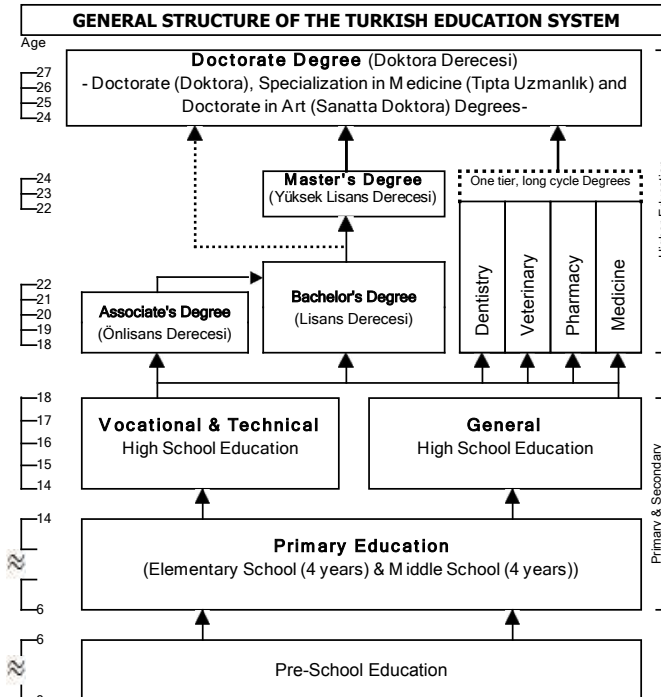 GENERAL STRUCTURE OF THE TURKISH EDUCATION SYSTEM
Age
27
26
25
24
Doctorate Degree (Doktora Derecesi)
- Doctorate (Doktora), Specialization in Medicine (Tıpta Uzmanlık) and
Doctorate in Art (Sanatta Doktora) Degrees-
24
23
22
Master's Degree
(Yüksek Lisans Derecesi)
One tier, long cycle Degrees
22
21
20
19
18
Associate's Degree
(Önlisans Derecesi)
Bachelor's Degree
(Lisans Derecesi)
Dentistry
Veterinary
Pharmacy
Medicine
18
17
16
15
14
Vocational & Technical
High School Education
General
High School Education
Primary & Secondary
14
≈
6
Primary Education
(Elementary School (4 years) & Middle School (4 years))
6
≈
Pre-School Education